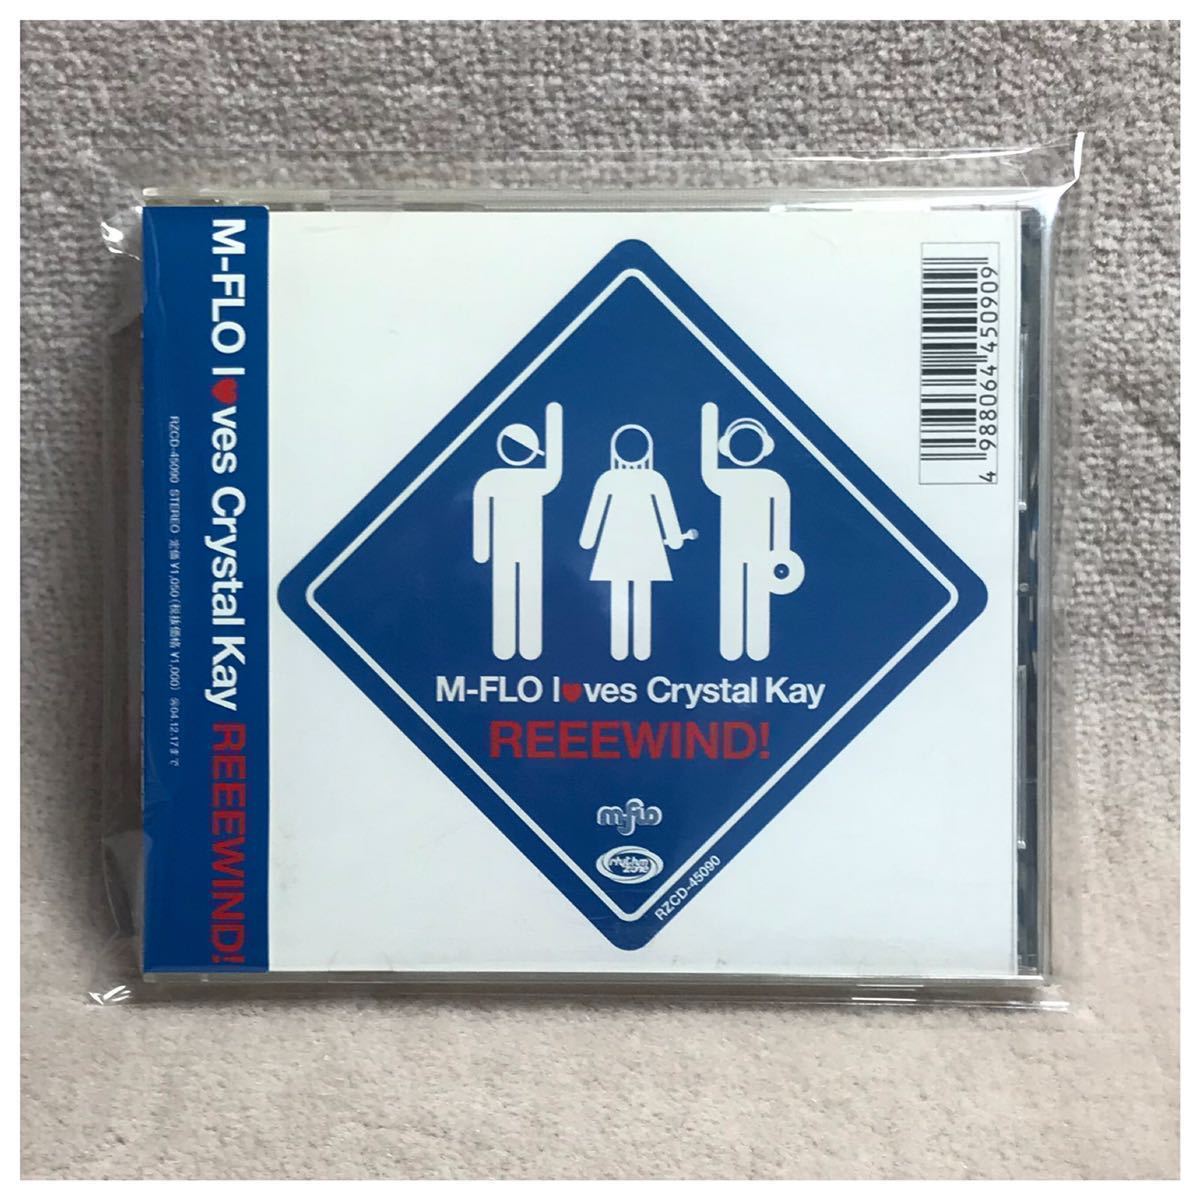 M-FLO l♥ves Crystal Kay REEEWIND!
RZCD-45090 STEREO 定価¥1,050(税抜価格¥1,000) 〶04.12.17まで
M-FLO l♥ves Crystal Kay
REEEWIND!
m-flo
rhythm
zone
RZCD-45090
4 988064 450909